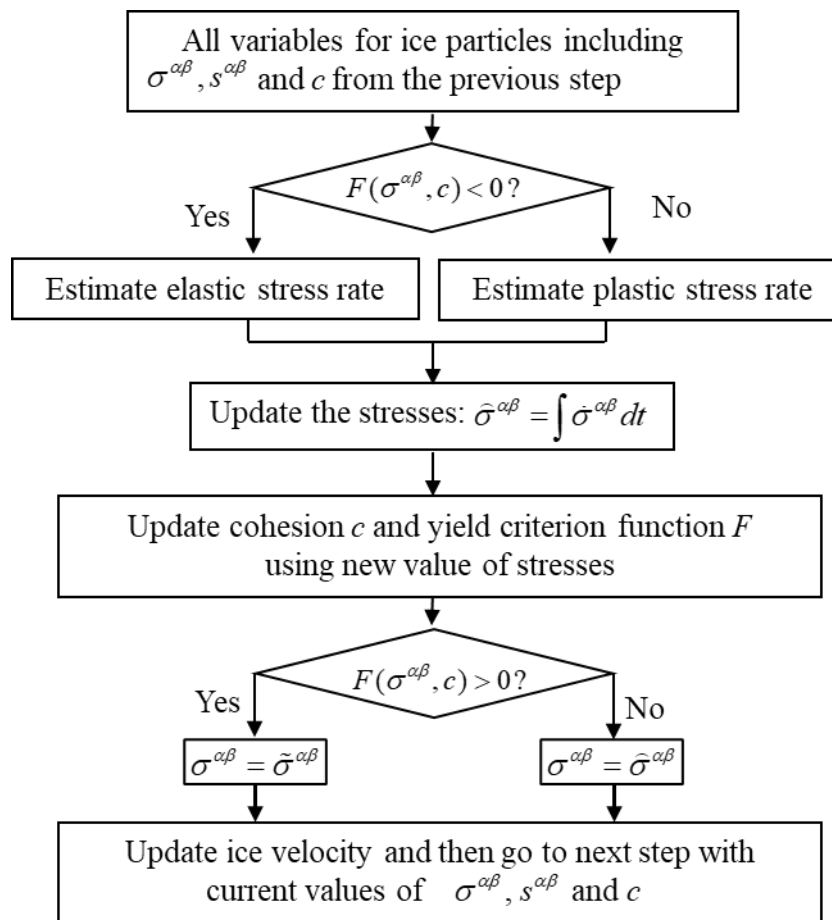 All variables for ice particles including
σ^{αβ}, s^{αβ} and c from the previous step
F(σ^{αβ}, c) < 0?
Yes
No
Estimate elastic stress rate
Estimate plastic stress rate
Update the stresses: σ̂^{αβ} = ∫ σ̇^{αβ} dt
Update cohesion c and yield criterion function F
using new value of stresses
F(σ^{αβ}, c) > 0?
Yes
No
σ^{αβ} = σ̃^{αβ}
σ^{αβ} = σ̂^{αβ}
Update ice velocity and then go to next step with
current values of σ^{αβ}, s^{αβ} and c